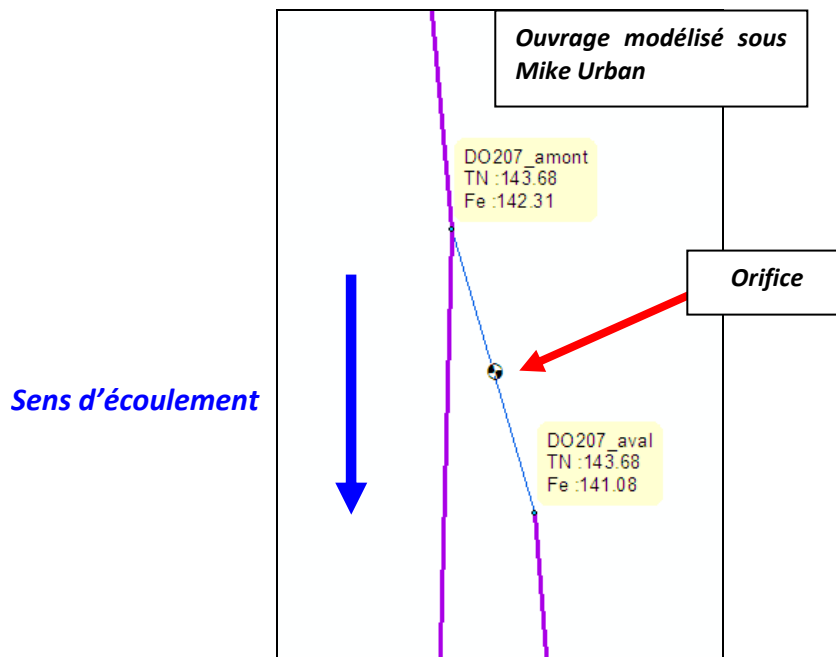 Ouvrage modélisé sous
Mike Urban
DO207_amont
TN :143.68
Fe :142.31
Orifice
Sens d'écoulement
DO207_aval
TN :143.68
Fe :141.08